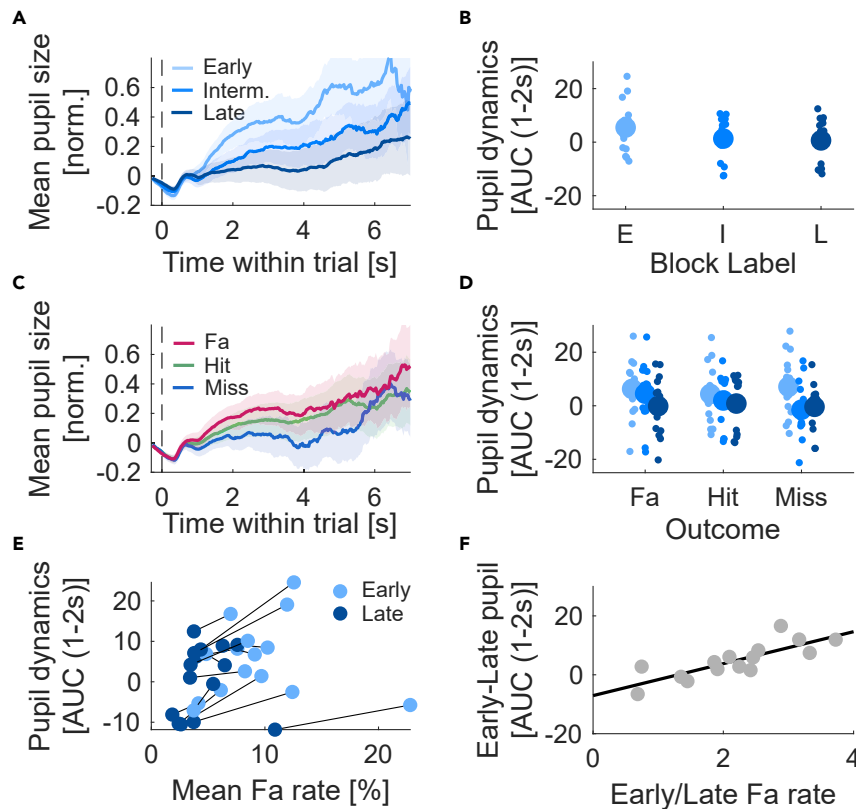 A
Mean pupil size
[norm.]
0.6
0.4
0.2
0
-0.2
Early
Interm.
Late
0
2
4
6
Time within trial [s]
B
Pupil dynamics
[AUC (1-2s)]
20
0
-20
E
I
L
Block Label
C
Mean pupil size
[norm.]
0.6
0.4
0.2
0
-0.2
Fa
Hit
Miss
0
2
4
6
Time within trial [s]
D
Pupil dynamics
[AUC (1-2s)]
20
0
-20
Fa
Hit
Miss
Outcome
E
Pupil dynamics
[AUC (1-2s)]
20
10
0
-10
Early
Late
0
10
20
Mean Fa rate [%]
F
Early-Late pupil
[AUC (1-2s)]
20
0
-20
0
2
4
Early/Late Fa rate